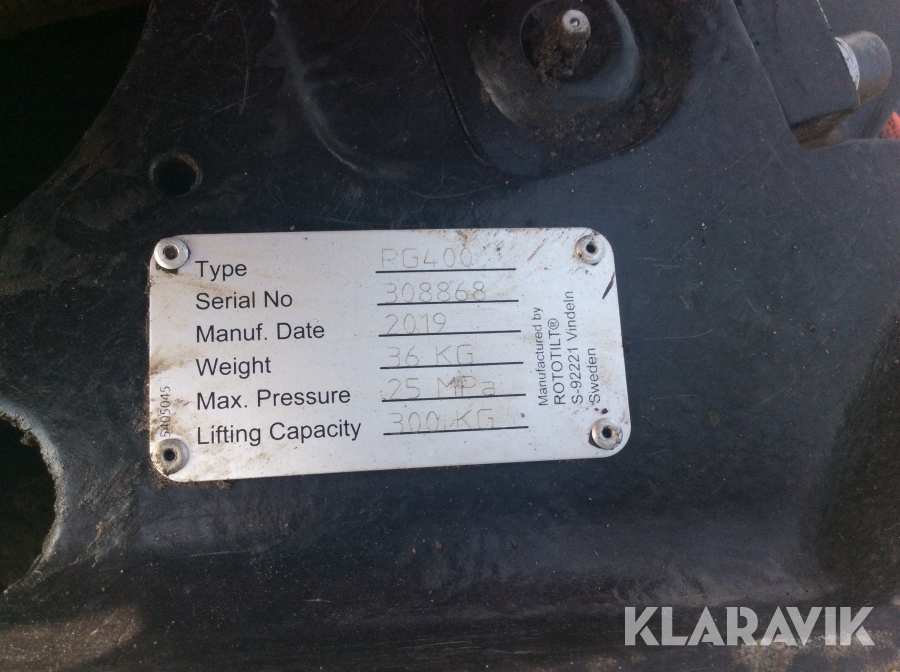 Type RG400
Serial No 308868
Manuf. Date 2019
Weight 36 KG
Max. Pressure 25 MPa
Lifting Capacity 300 KG
Manufactured by
ROTOTILT®
S-92221 Vindeln
Sweden
5405045
KLARAVIK